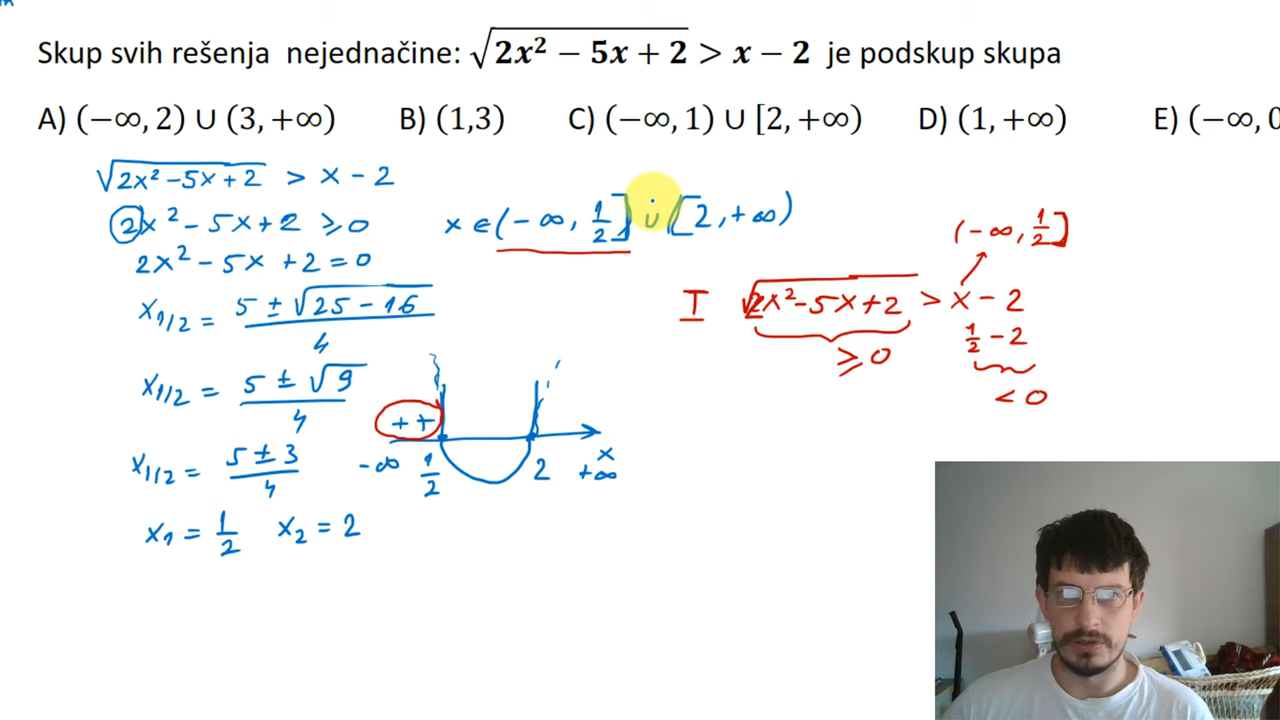 Skup svih rešenja nejednačine: √(2x² − 5x + 2) > x − 2 je podskup skupa
A) (−∞, 2) ∪ (3, +∞) B) (1,3) C) (−∞, 1) ∪ [2, +∞) D) (1, +∞) E) (−∞, 0
√(2x² − 5x + 2) > x − 2
2x² − 5x + 2 ≥ 0
x ∈ (−∞, 1/2] ∪ [2, +∞)
2x² − 5x + 2 = 0
x1/2 = (5 ± √(25 − 16))/4
x1/2 = (5 ± √9)/4
x1/2 = (5 ± 3)/4
x₁ = 1/2 x₂ = 2
++
−∞ 1/2 2 x +∞
(−∞, 1/2]
I √(2x² − 5x + 2) > x − 2
1/2 − 2
≥ 0
< 0